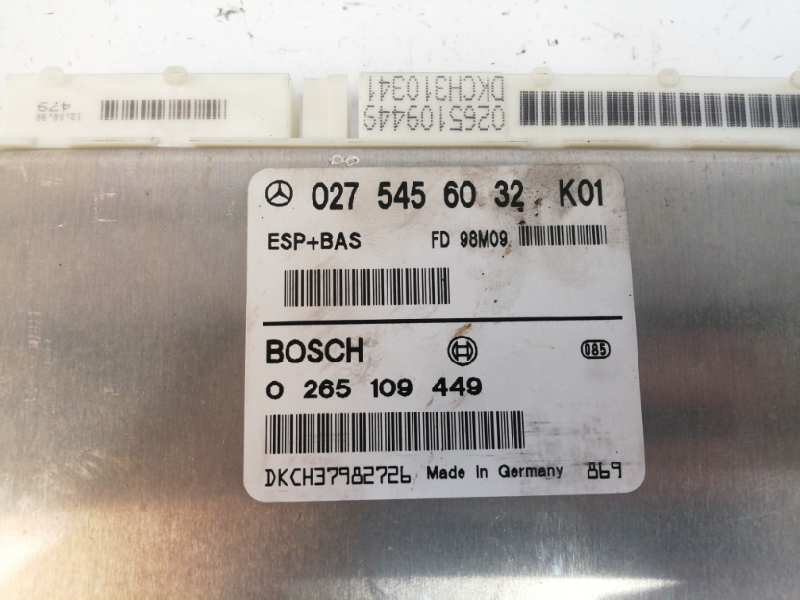 479
0265109449
DKCH310341
027 545 60 32 K01
ESP+BAS FD 98M09
BOSCH 085
0 265 109 449
DKCH37982726 Made in Germany 869